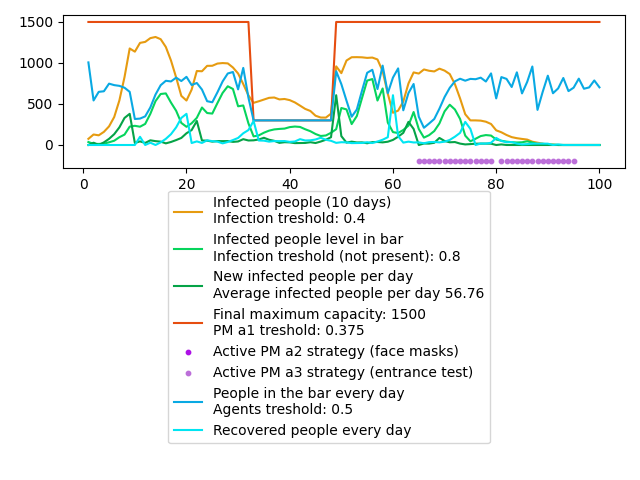 1500
1000
500
0
0 20 40 60 80 100
Infected people (10 days)
Infection treshold: 0.4
Infected people level in bar
Infection treshold (not present): 0.8
New infected people per day
Average infected people per day 56.76
Final maximum capacity: 1500
PM a1 treshold: 0.375
Active PM a2 strategy (face masks)
Active PM a3 strategy (entrance test)
People in the bar every day
Agents treshold: 0.5
Recovered people every day